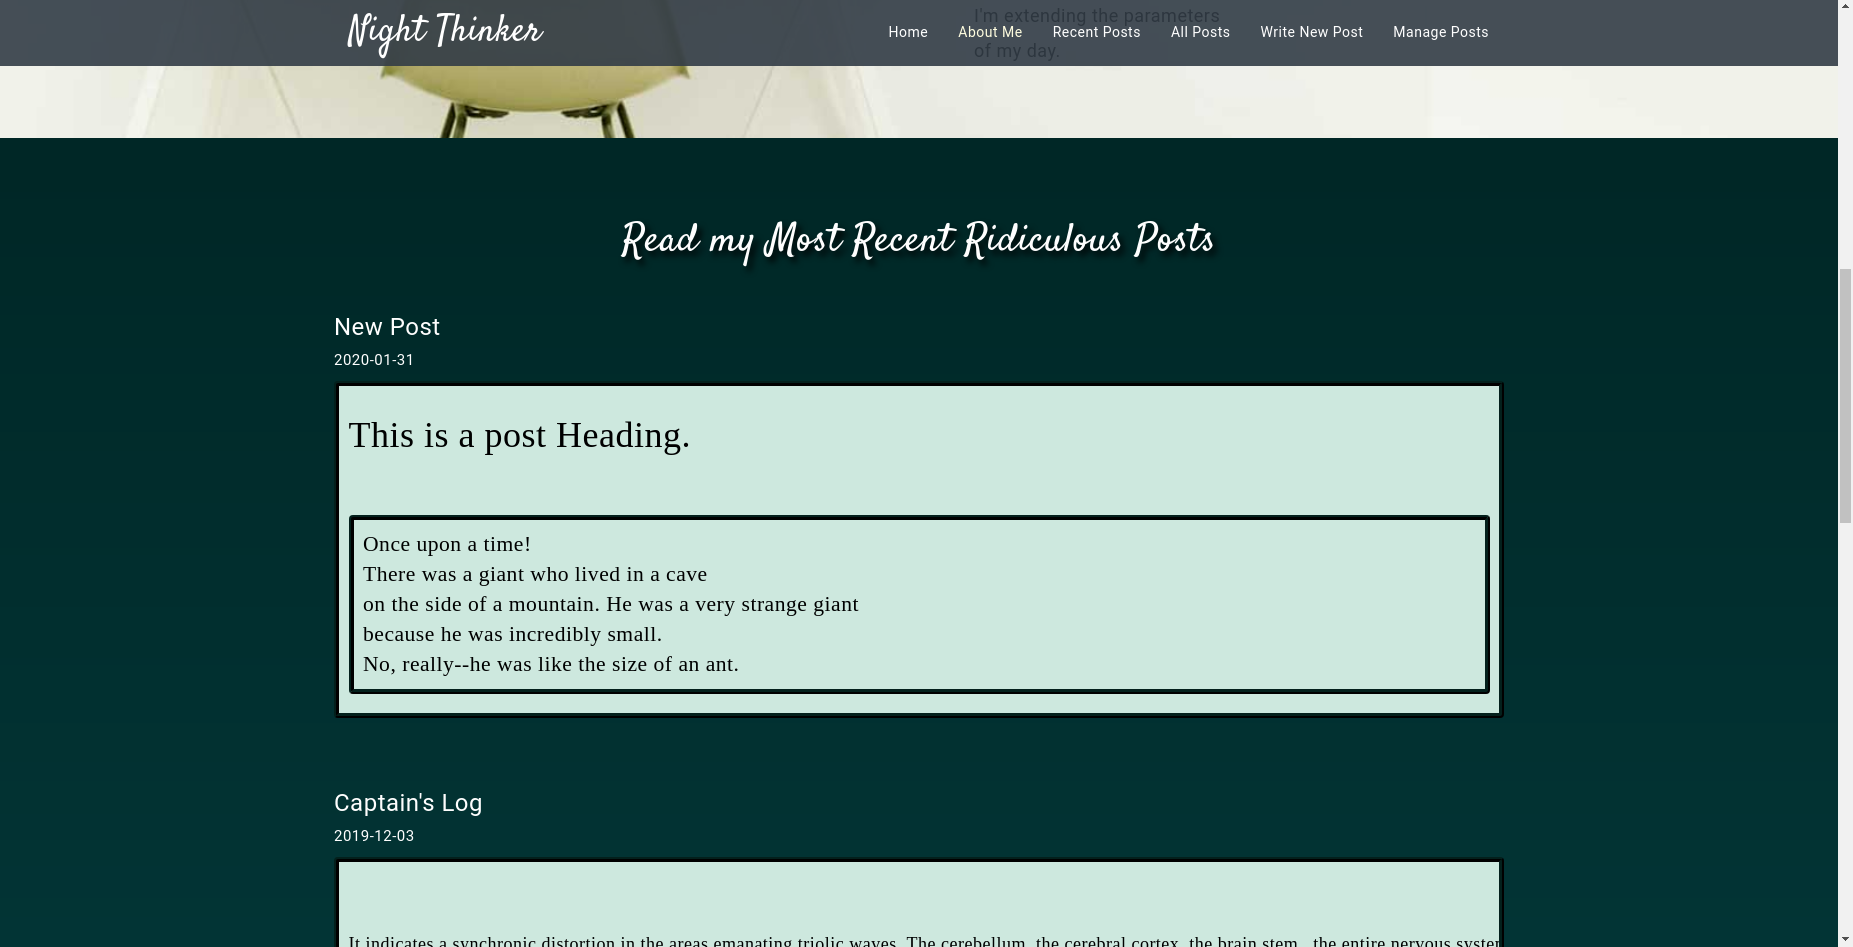 I'm extending the parameters
of my day.
Night Thinker
Home About Me Recent Posts All Posts Write New Post Manage Posts
Read my Most Recent Ridiculous Posts
New Post
2020-01-31
This is a post Heading.
Once upon a time!
There was a giant who lived in a cave
on the side of a mountain. He was a very strange giant
because he was incredibly small.
No, really--he was like the size of an ant.
Captain's Log
2019-12-03
It indicates a synchronic distortion in the areas emanating triolic waves. The cerebellum, the cerebral cortex, the brain stem, the entire nervous